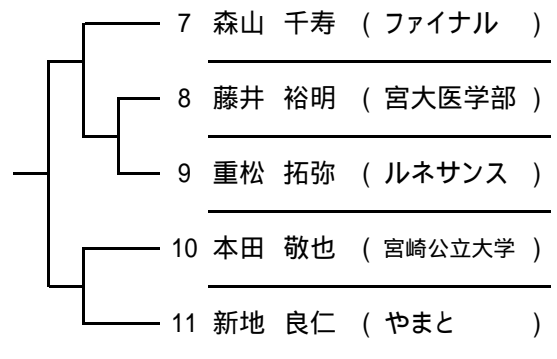 7 森山 千寿 ( ファイナル )
8 藤井 裕明 ( 宮大医学部 )
9 重松 拓弥 ( ルネサンス )
10 本田 敬也 ( 宮崎公立大学 )
11 新地 良仁 ( やまと )